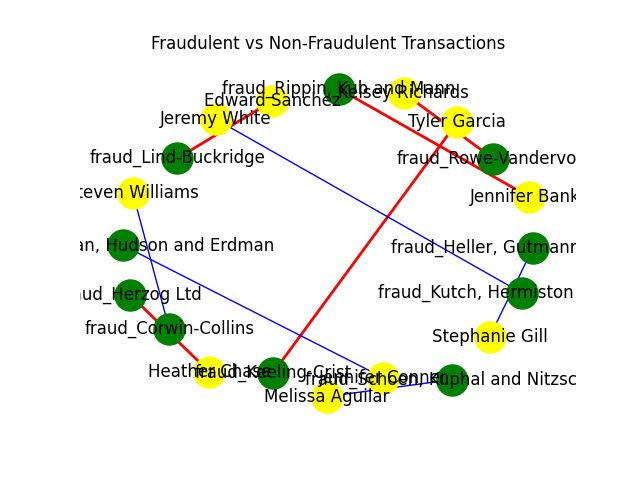 Fraudulent vs Non-Fraudulent Transactions
fraud_Rippin, Kub and Mann
Kelsey Richards
Edward Sanchez
Jeremy White
Tyler Garcia
fraud_Lind-Buckridge
fraud_Rowe-Vandervo
teven Williams
Jennifer Bank
an, Hudson and Erdman
fraud_Heller, Gutmann
aud_Herzog Ltd
fraud_Kutch, Hermiston
fraud_Corwin-Collins
Stephanie Gill
Heather Chase
fraud_Keeling-Crist
Jennifer Conner
fraud_Schoen, Kuphal and Nitzsc
Melissa Aguilar